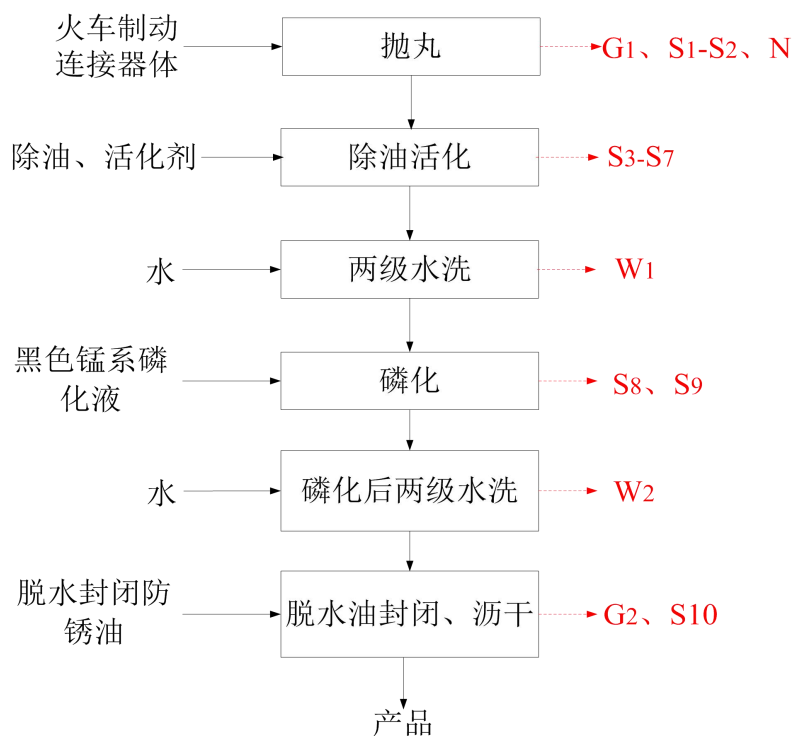 火车制动
连接器体
抛丸
G1、S1-S2、N
除油、活化剂
除油活化
S3-S7
水
两级水洗
W1
黑色锰系磷
化液
磷化
S8、S9
水
磷化后两级水洗
W2
脱水封闭防
锈油
脱水油封闭、沥干
G2、S10
产品